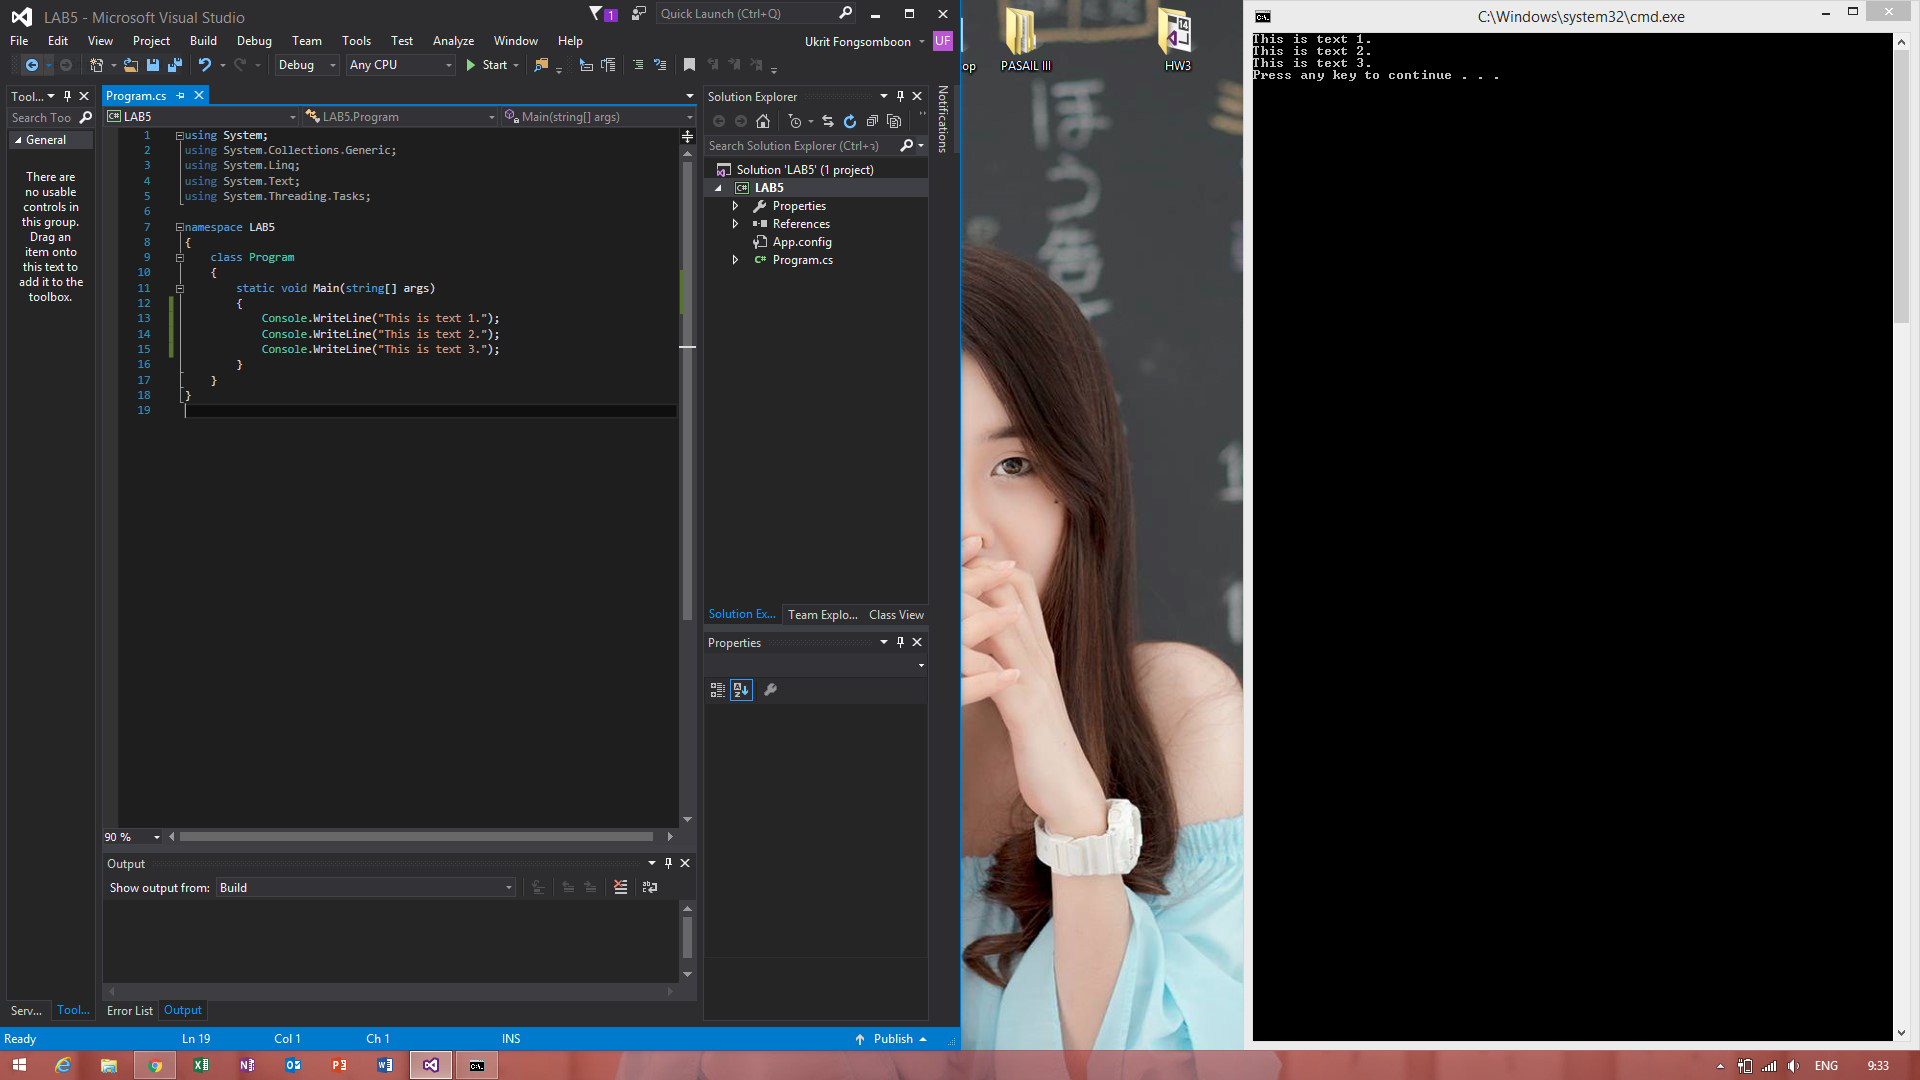 LAB5 - Microsoft Visual Studio
1
Quick Launch (Ctrl+Q)
File Edit View Project Build Debug Team Tools Test Analyze Window Help
Ukrit Fongsomboon UF
Debug Any CPU Start
Tool...
Search Too
General
There are
no usable
controls in
this group.
Drag an
item onto
this text to
add it to the
toolbox.
Program.cs
LAB5 LAB5.Program Main(string[] args)
1 using System;
2 using System.Collections.Generic;
3 using System.Linq;
4 using System.Text;
5 using System.Threading.Tasks;
6
7 namespace LAB5
8 {
9 class Program
10 {
11 static void Main(string[] args)
12 {
13 Console.WriteLine("This is text 1.");
14 Console.WriteLine("This is text 2.");
15 Console.WriteLine("This is text 3.");
16 }
17 }
18 }
19
90 %
Output
Show output from: Build
Serv... Tool... Error List Output
Solution Explorer
Search Solution Explorer (Ctrl+ว)
Solution 'LAB5' (1 project)
LAB5
Properties
References
App.config
Program.cs
Solution Ex... Team Explo... Class View
Properties
Notifications
Ready Ln 19 Col 1 Ch 1 INS Publish
op
PASAIL III
14
HW3
C:\Windows\system32\cmd.exe
This is text 1.
This is text 2.
This is text 3.
Press any key to continue . . .
ENG 9:33